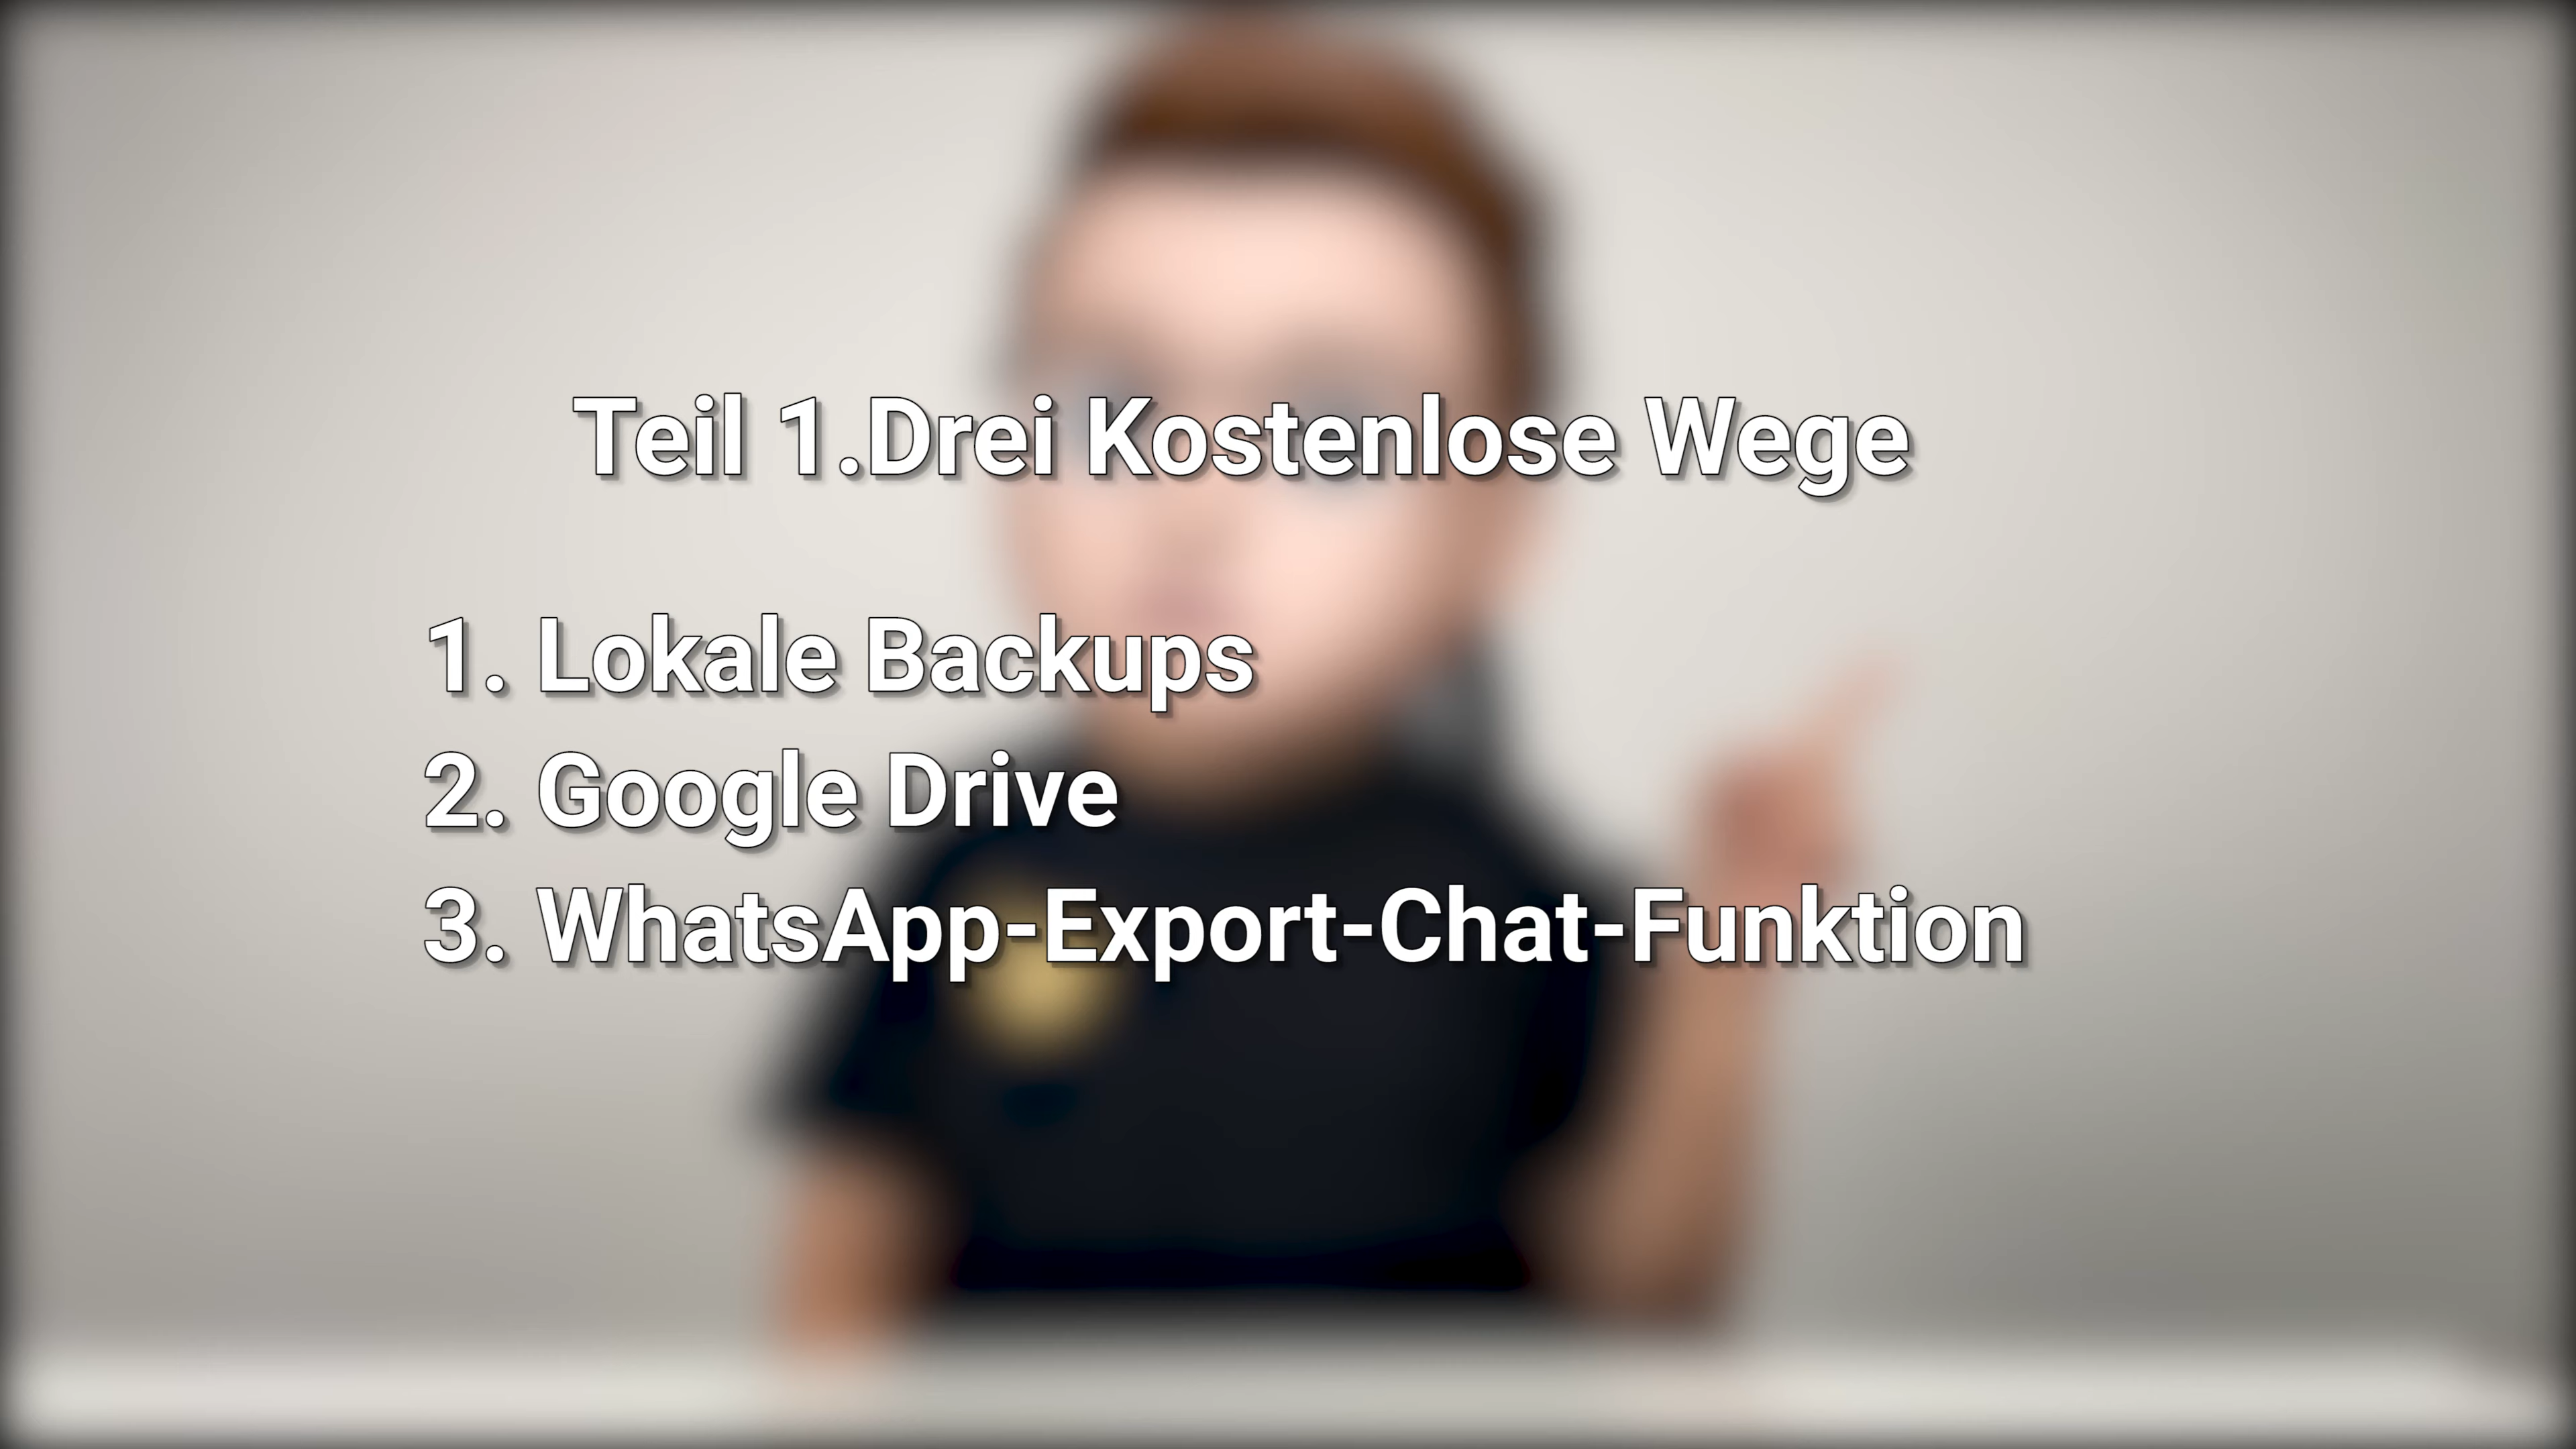 Teil 1.Drei Kostenlose Wege
1. Lokale Backups
2. Google Drive
3. WhatsApp-Export-Chat-Funktion